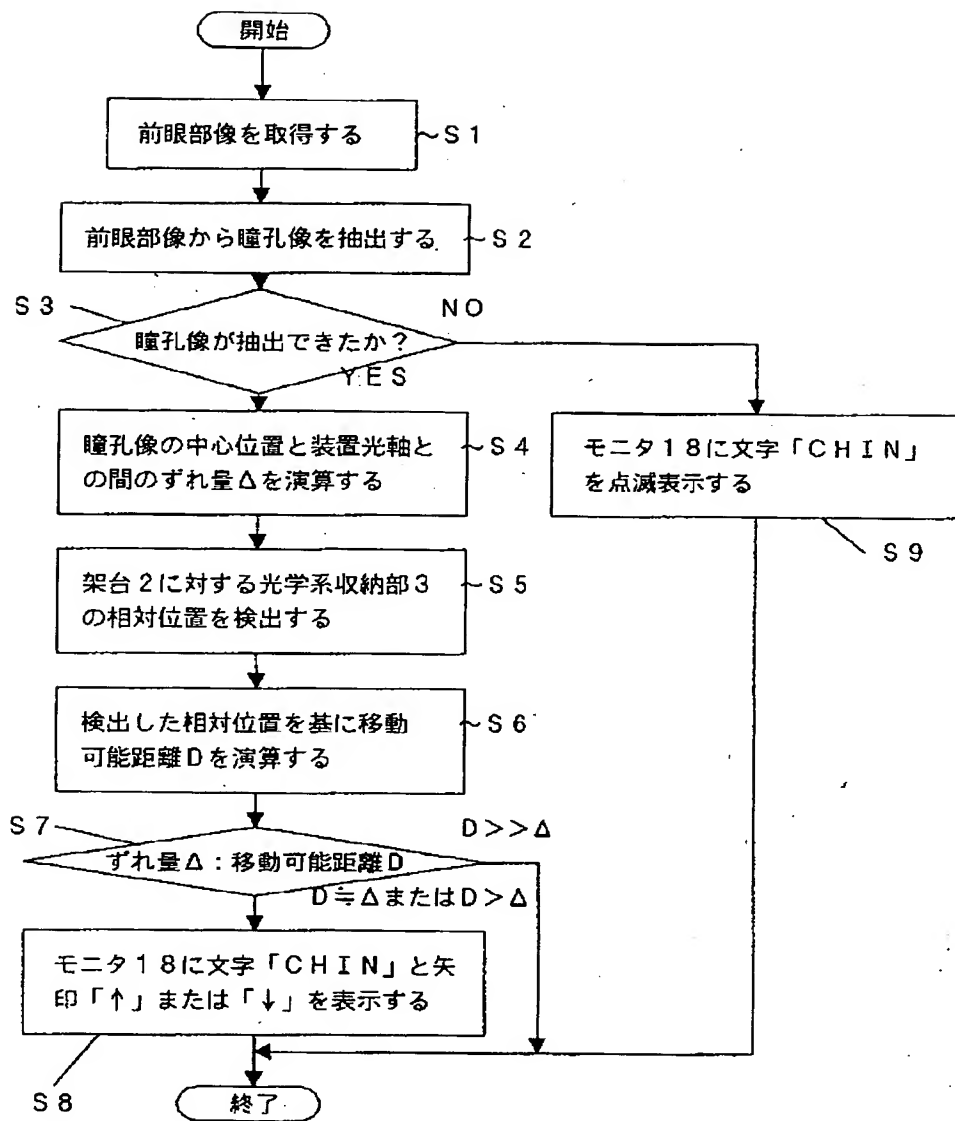 開始
前眼部像を取得する
~S1
前眼部像から瞳孔像を抽出する
~S2
S3
NO
瞳孔像が抽出できたか?
YES
瞳孔像の中心位置と装置光軸と
の間のずれ量Δを演算する
~S4
モニタ18に文字「CHIN」
を点滅表示する
S9
架台2に対する光学系収納部3
の相対位置を検出する
~S5
検出した相対位置を基に移動
可能距離Dを演算する
~S6
S7
D>>Δ
ずれ量Δ:移動可能距離D
D≒ΔまたはD>Δ
モニタ18に文字「CHIN」と矢
印「↑」または「↓」を表示する
S8
終了